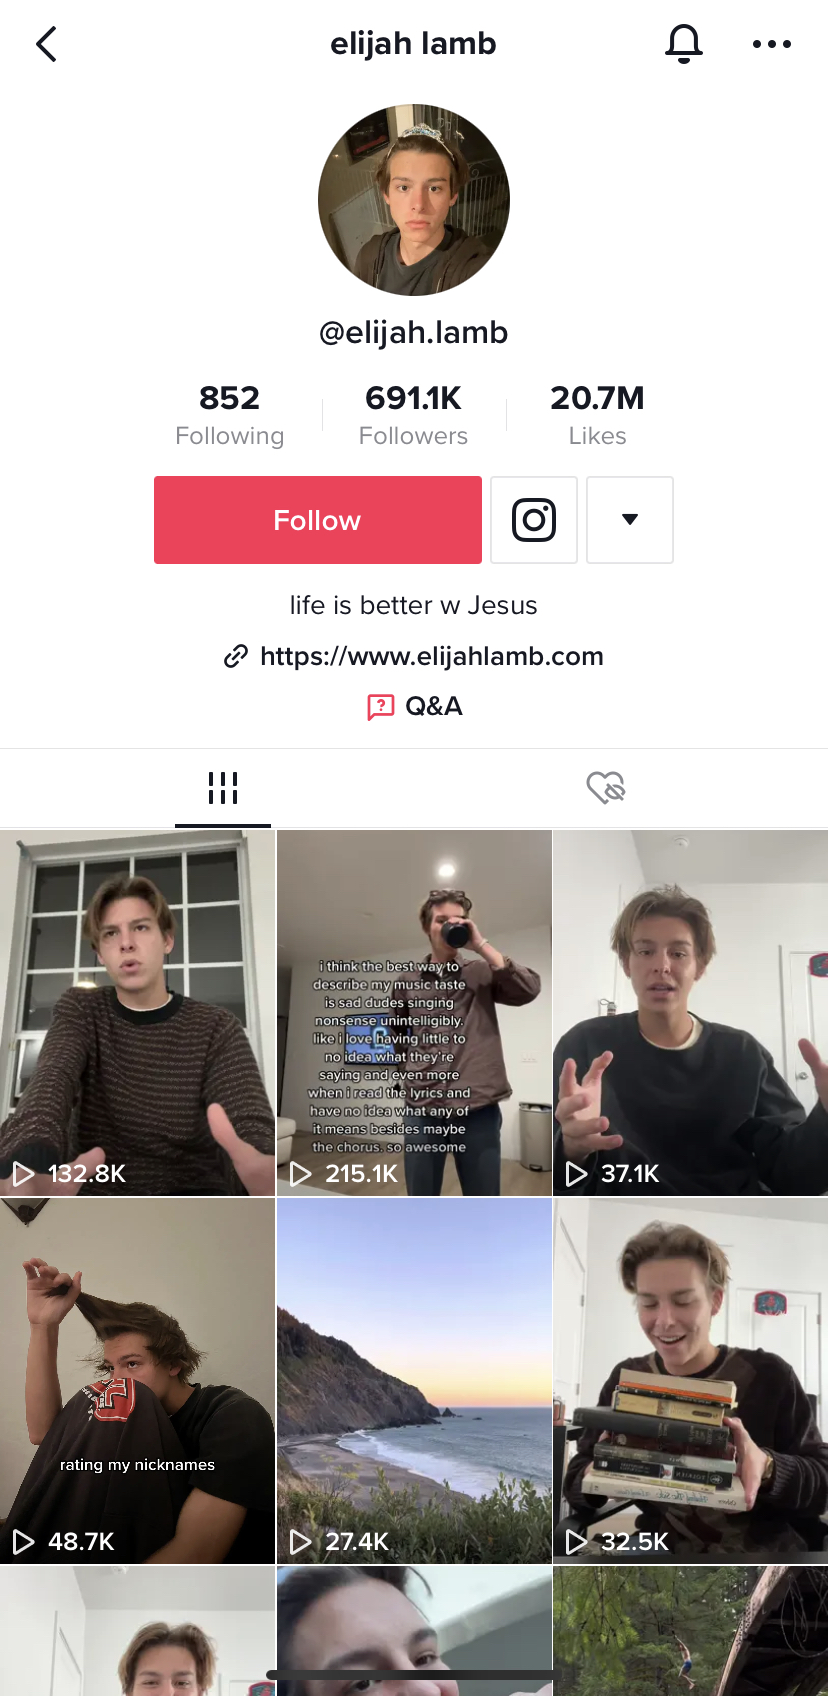 elijah lamb
@elijah.lamb
852
Following
691.1K
Followers
20.7M
Likes
Follow
life is better w Jesus
https://www.elijahlamb.com
Q&A
i think the best way to
describe my music taste
is sad dudes singing
nonsense unintelligibly.
like i love having little to
no idea what they're
saying and even more
when i read the lyrics and
have no idea what any of
it means besides maybe
the chorus. so awesome
132.8K
215.1K
37.1K
rating my nicknames
TOLKIEN
48.7K
27.4K
32.5K